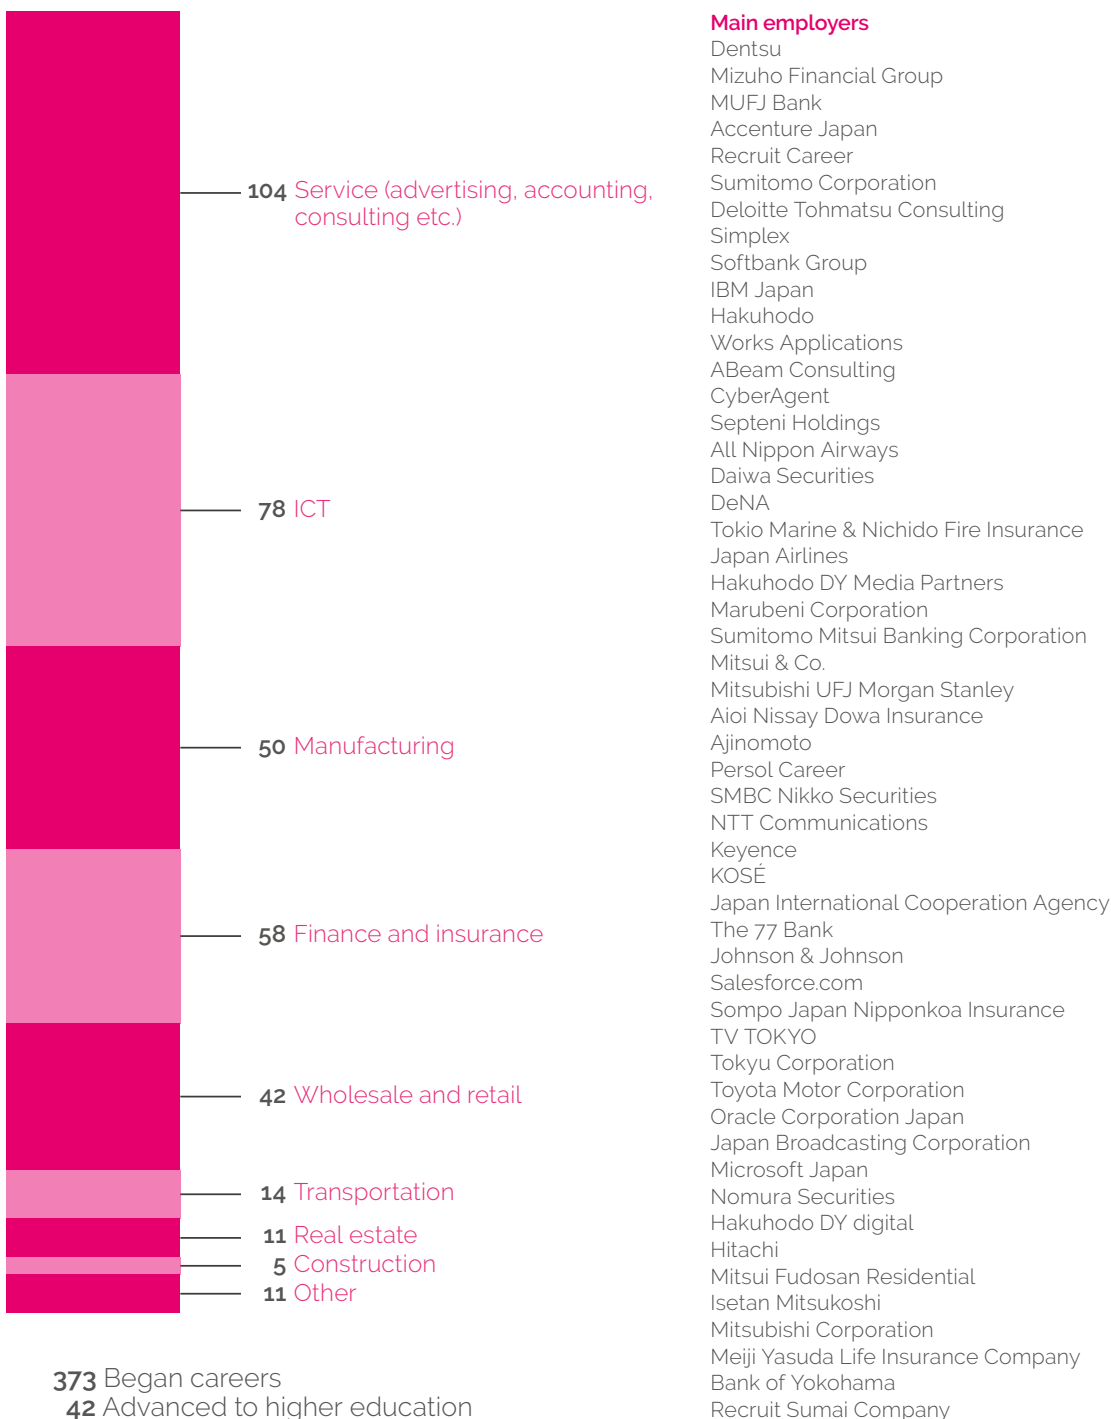 104 Service (advertising, accounting,
consulting etc.)
78 ICT
50 Manufacturing
58 Finance and insurance
42 Wholesale and retail
14 Transportation
11 Real estate
5 Construction
11 Other
373 Began careers
42 Advanced to higher education
Main employers
Dentsu
Mizuho Financial Group
MUFJ Bank
Accenture Japan
Recruit Career
Sumitomo Corporation
Deloitte Tohmatsu Consulting
Simplex
Softbank Group
IBM Japan
Hakuhodo
Works Applications
ABeam Consulting
CyberAgent
Septeni Holdings
All Nippon Airways
Daiwa Securities
DeNA
Tokio Marine & Nichido Fire Insurance
Japan Airlines
Hakuhodo DY Media Partners
Marubeni Corporation
Sumitomo Mitsui Banking Corporation
Mitsui & Co.
Mitsubishi UFJ Morgan Stanley
Aioi Nissay Dowa Insurance
Ajinomoto
Persol Career
SMBC Nikko Securities
NTT Communications
Keyence
KOSÉ
Japan International Cooperation Agency
The 77 Bank
Johnson & Johnson
Salesforce.com
Sompo Japan Nipponkoa Insurance
TV TOKYO
Tokyu Corporation
Toyota Motor Corporation
Oracle Corporation Japan
Japan Broadcasting Corporation
Microsoft Japan
Nomura Securities
Hakuhodo DY digital
Hitachi
Mitsui Fudosan Residential
Isetan Mitsukoshi
Mitsubishi Corporation
Meiji Yasuda Life Insurance Company
Bank of Yokohama
Recruit Sumai Company